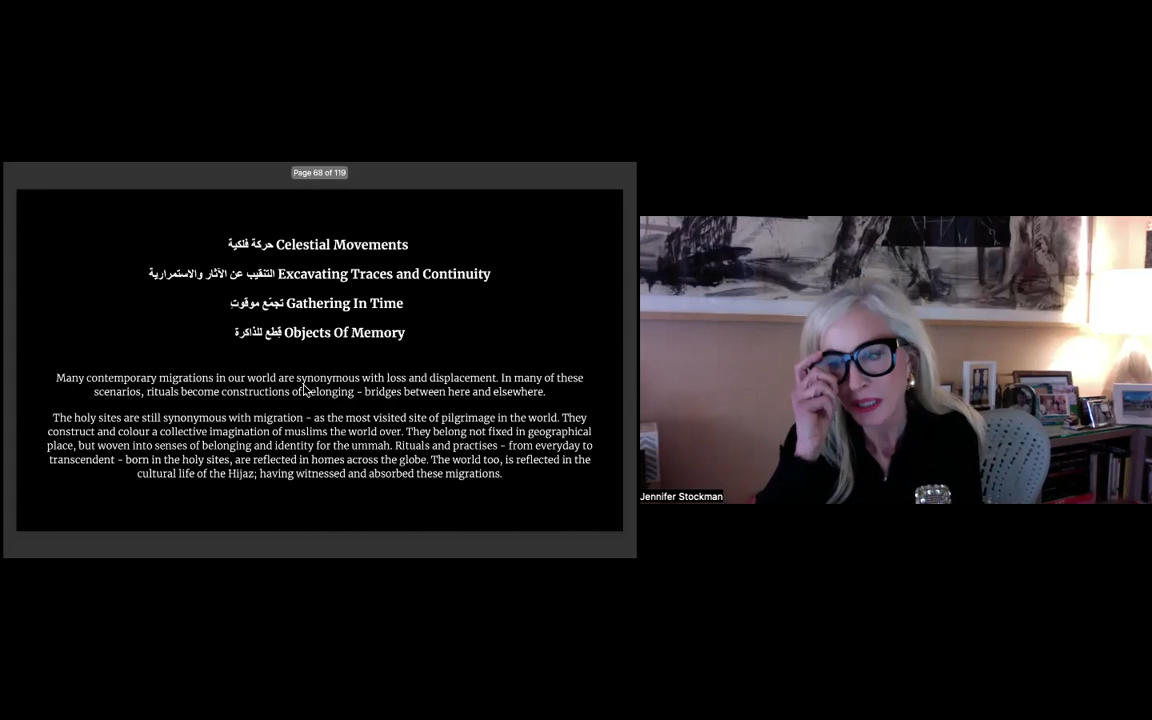 Page 68 of 119
حركة فلكية Celestial Movements
التنقيب عن الآثار والاستمرارية Excavating Traces and Continuity
تجمّع موقوتِ Gathering In Time
قِطع للذاكرة Objects Of Memory
Many contemporary migrations in our world are synonymous with loss and displacement. In many of these
scenarios, rituals become constructions of belonging - bridges between here and elsewhere.
The holy sites are still synonymous with migration - as the most visited site of pilgrimage in the world. They
construct and colour a collective imagination of muslims the world over. They belong not fixed in geographical
place, but woven into senses of belonging and identity for the ummah. Rituals and practises - from everyday to
transcendent - born in the holy sites, are reflected in homes across the globe. The world too, is reflected in the
cultural life of the Hijaz; having witnessed and absorbed these migrations.
Jennifer Stockman